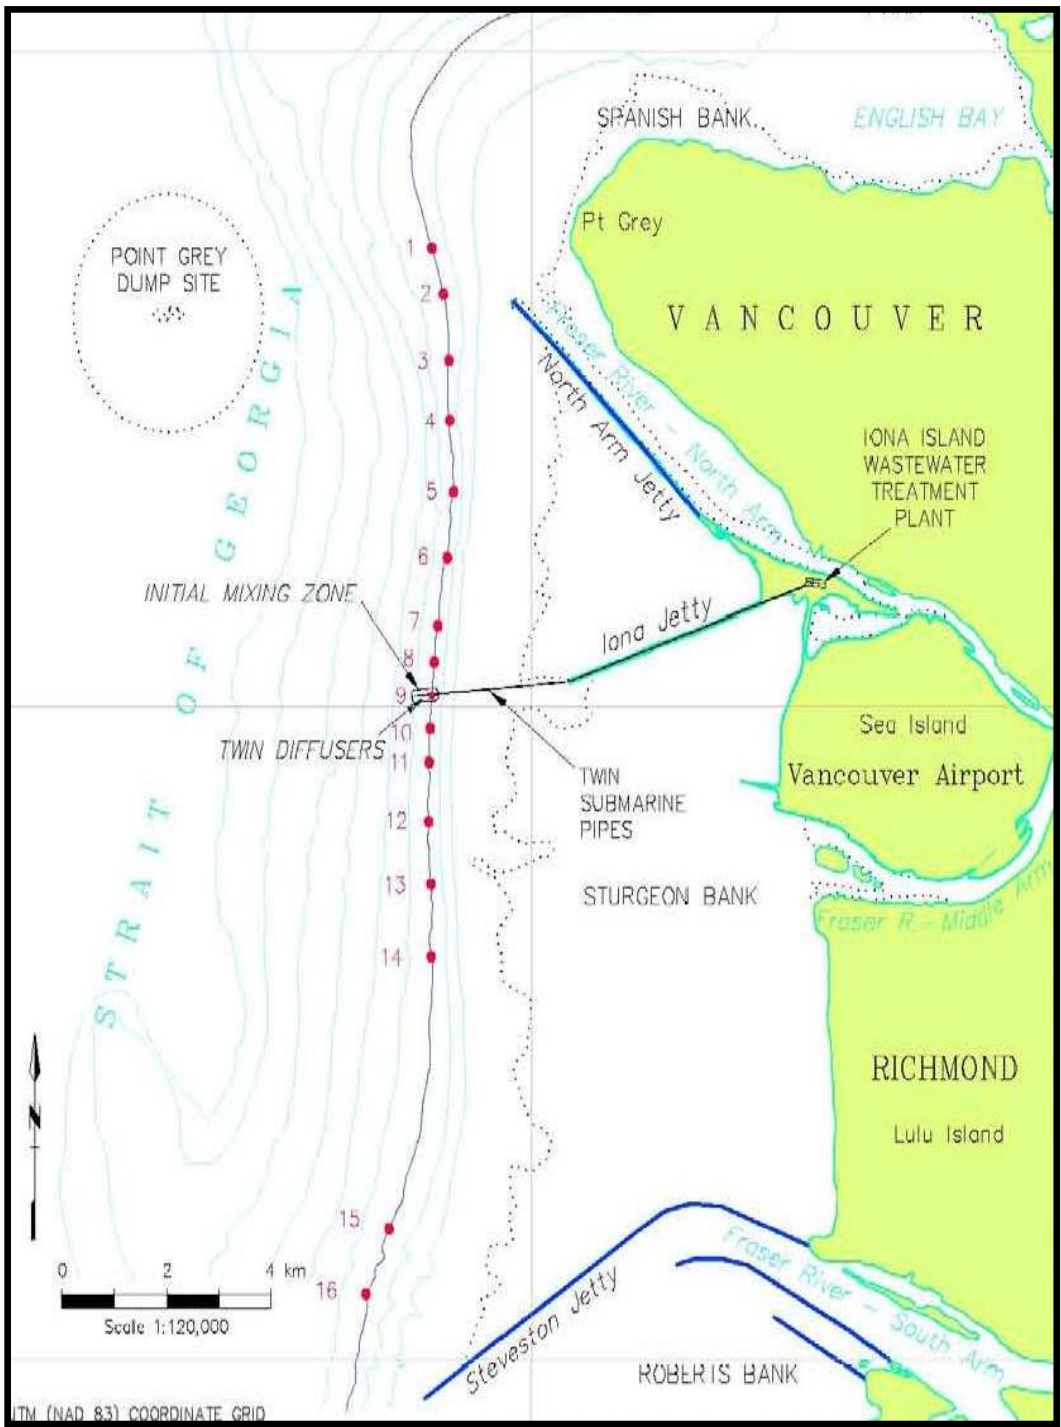 SPANISH BANK
ENGLISH BAY
Pt Grey
POINT GREY
DUMP SITE
VANCOUVER
1
2
3
4
5
6
7
8
9
10
11
12
13
14
15
16
STRAIT OF GEORGIA
Fraser River - North Arm
North Arm Jetty
IONA ISLAND
WASTEWATER
TREATMENT
PLANT
INITIAL MIXING ZONE
Iona Jetty
TWIN DIFFUSERS
TWIN
SUBMARINE
PIPES
Sea Island
Vancouver Airport
STURGEON BANK
Fraser R. - Middle Arm
RICHMOND
Lulu Island
N
0 2 4 km
Scale 1:120,000
Fraser River - South Arm
Steveston Jetty
ROBERTS BANK
UTM (NAD 83) COORDINATE GRID